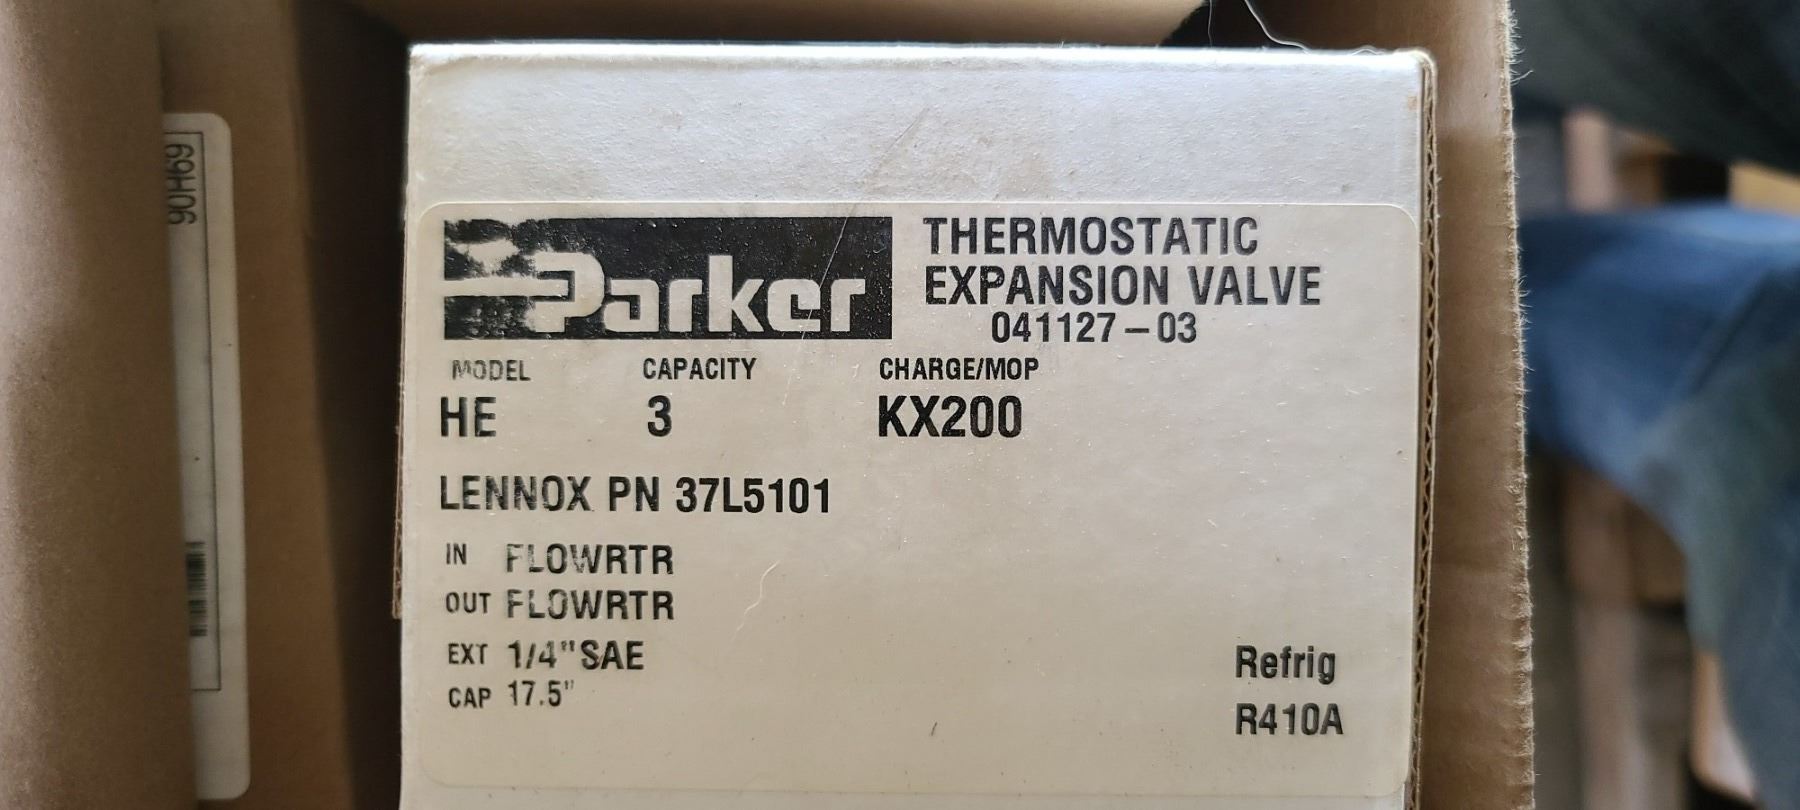 90H69
Parker
THERMOSTATIC
EXPANSION VALVE
041127-03
MODEL CAPACITY CHARGE/MOP
HE 3 KX200
LENNOX PN 37L5101
IN FLOWRTR
OUT FLOWRTR
EXT 1/4" SAE
CAP 17.5"
Refrig
R410A